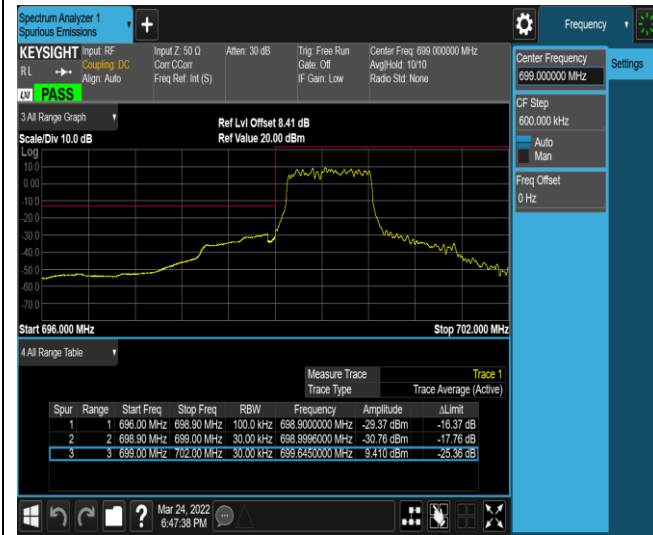 Spectrum Analyzer 1
Spurious Emissions
Frequency
KEYSIGHT
Input: RF
Coupling: DC
Align: Auto
Input Z: 50 Ω
Corr CCorr
Freq Ref: Int (S)
Atten: 30 dB
Trig: Free Run
Gate: Off
IF Gain: Low
Center Freq: 699.000000 MHz
Avg|Hold: 10/10
Radio Std: None
RL
LXI PASS
Center Frequency
699.000000 MHz
Settings
CF Step
600.000 kHz
Auto
Man
Freq Offset
0 Hz
3 All Range Graph
Ref Lvl Offset 8.41 dB
Scale/Div 10.0 dB
Ref Value 20.00 dBm
Log
10.0
0.00
-10.0
-20.0
-30.0
-40.0
-50.0
-60.0
-70.0
Start 696.000 MHz
Stop 702.000 MHz
4 All Range Table
Measure Trace Trace 1
Trace Type Trace Average (Active)
Spur Range Start Freq Stop Freq RBW Frequency Amplitude ΔLimit
1 1 696.00 MHz 698.90 MHz 100.0 kHz 698.9000000 MHz -29.37 dBm -16.37 dB
2 2 698.90 MHz 699.00 MHz 30.00 kHz 698.9996000 MHz -30.76 dBm -17.76 dB
3 3 699.00 MHz 702.00 MHz 30.00 kHz 699.6450000 MHz 9.410 dBm -25.36 dB
Mar 24, 2022
6:47:38 PM